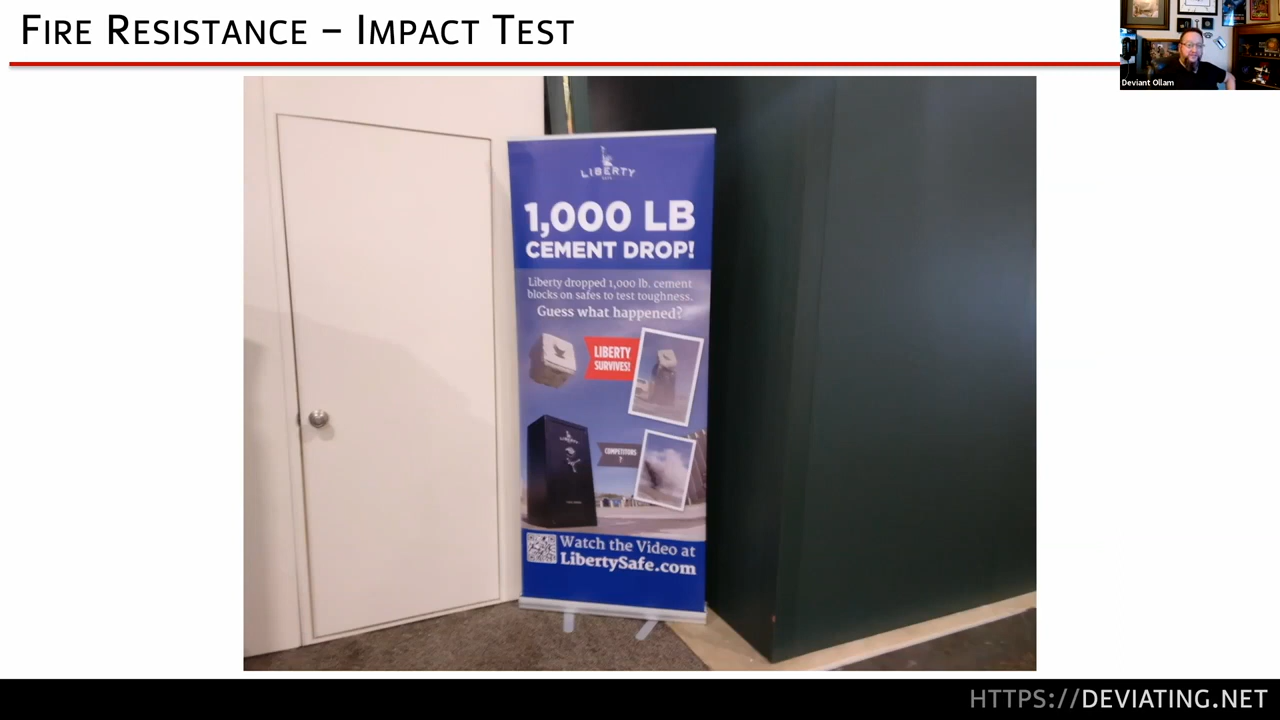 FIRE RESISTANCE – IMPACT TEST
Deviant Ollam
LIBERTY
1,000 LB
CEMENT DROP!
Liberty dropped 1,000 lb. cement
blocks on safes to test toughness.
Guess what happened?
LIBERTY
SURVIVES!
COMPETITORS
?
LIBERTY
Watch the Video at
LibertySafe.com
HTTPS://DEVIATING.NET